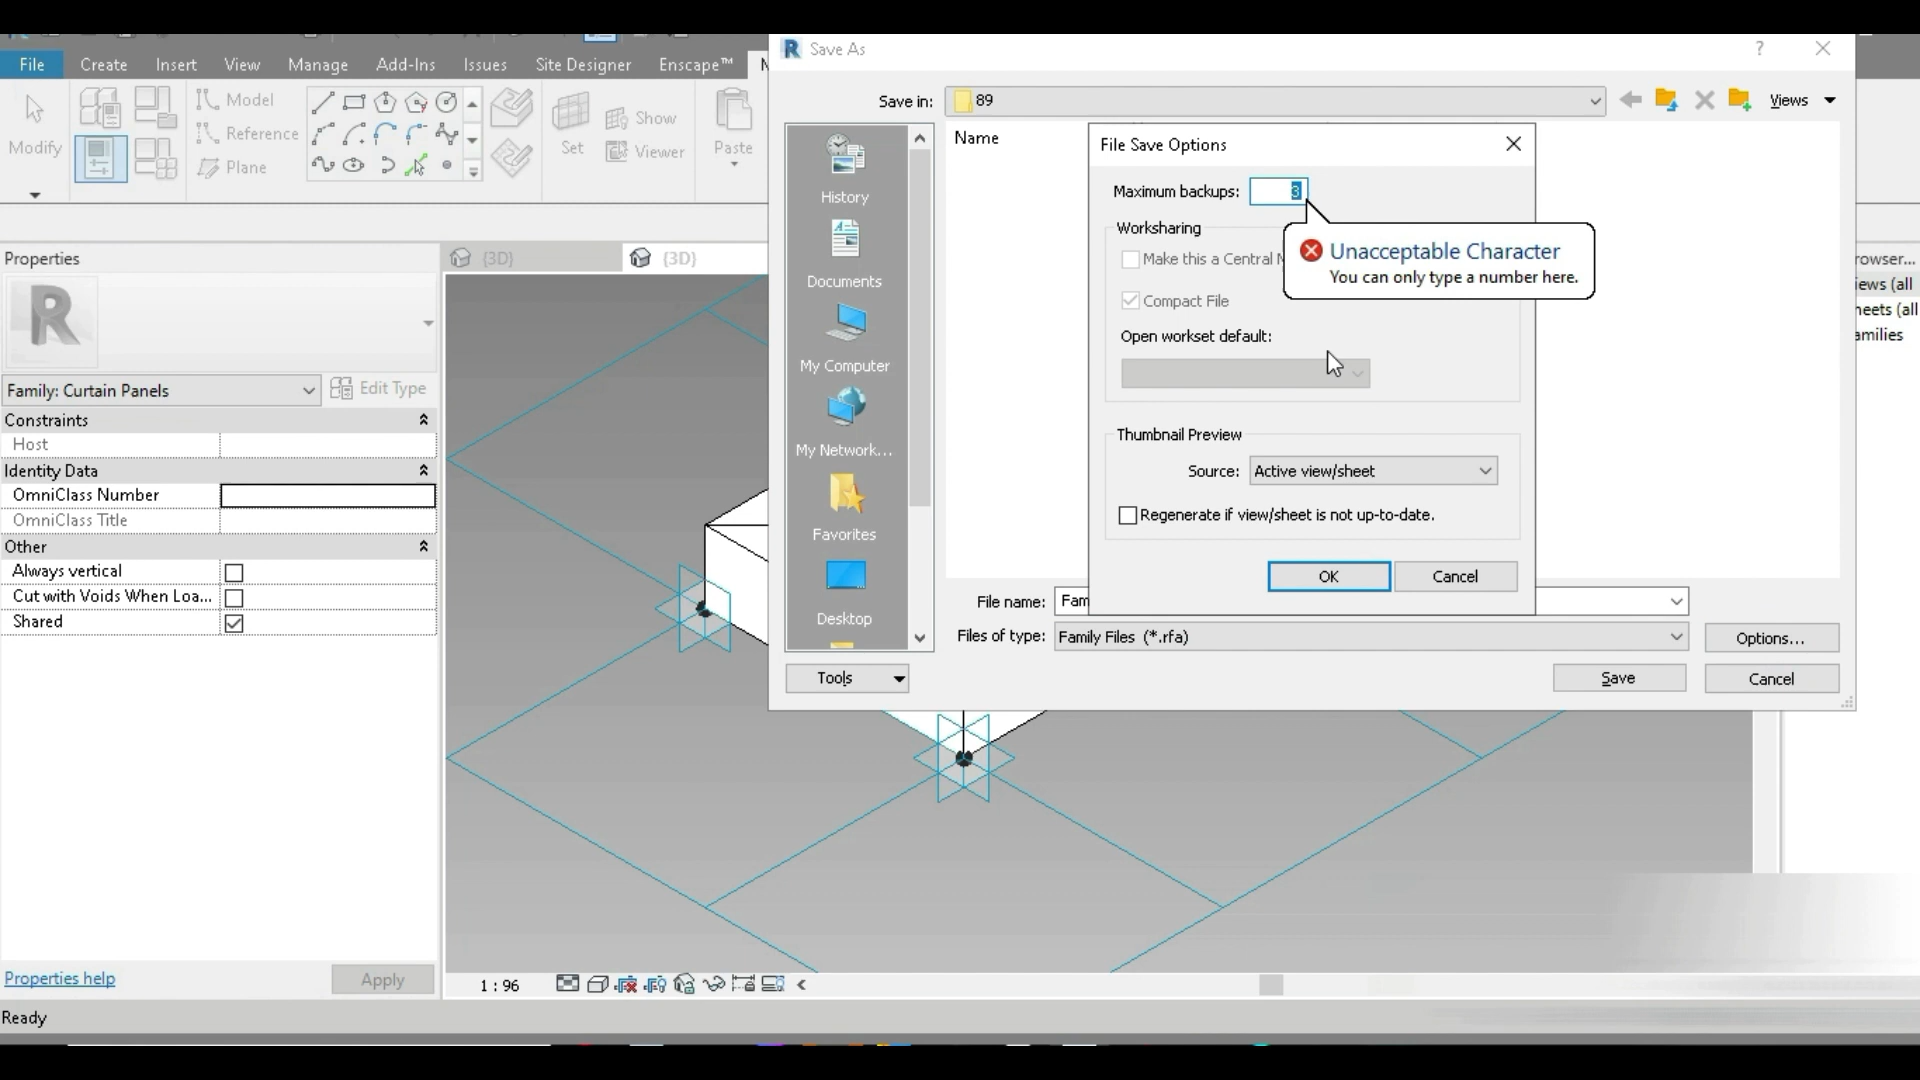 Save As
?
File Create Insert View Manage Add-Ins Issues Site Designer Enscape™
Modify
Model
Reference
Plane
Set
Show
Viewer
Paste
Save in: 89
Views
Name
History
Documents
My Computer
My Network...
Favorites
Desktop
File Save Options
Maximum backups: 3
Worksharing
Make this a Central
Unacceptable Character
You can only type a number here.
Compact File
Open workset default:
Thumbnail Preview
Source: Active view/sheet
Regenerate if view/sheet is not up-to-date.
OK Cancel
File name: Fam
Files of type: Family Files (*.rfa)
Options...
Tools
Save Cancel
Properties
{3D} {3D}
R
Family: Curtain Panels
Edit Type
Constraints
Host
Identity Data
OmniClass Number
OmniClass Title
Other
Always vertical
Cut with Voids When Loa...
Shared
rowser...
iews (all
heets (all
amilies
Properties help
Apply
1 : 96
Ready